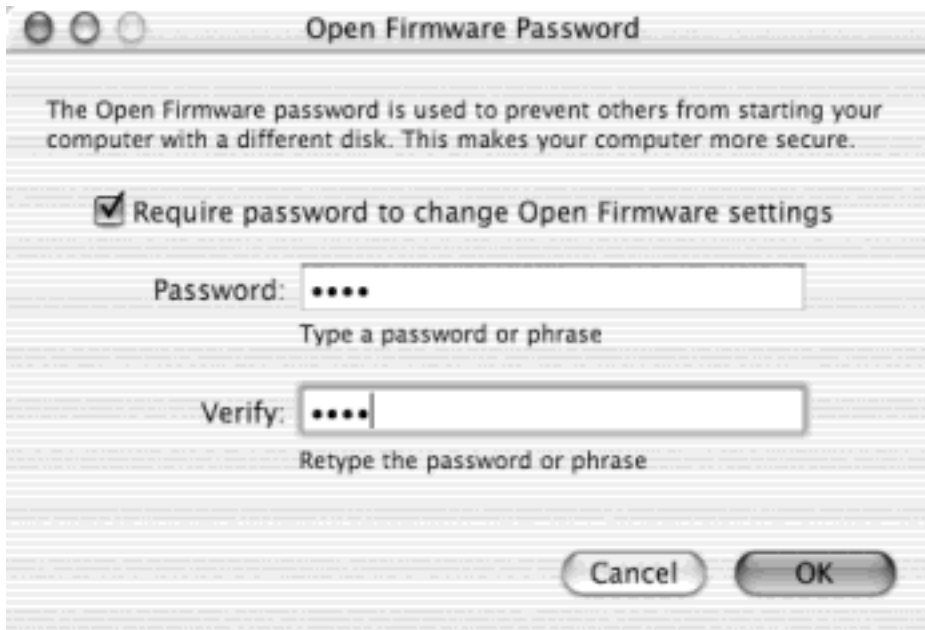 Open Firmware Password
The Open Firmware password is used to prevent others from starting your
computer with a different disk. This makes your computer more secure.
Require password to change Open Firmware settings
Password: ••••
Type a password or phrase
Verify: ••••
Retype the password or phrase
Cancel OK